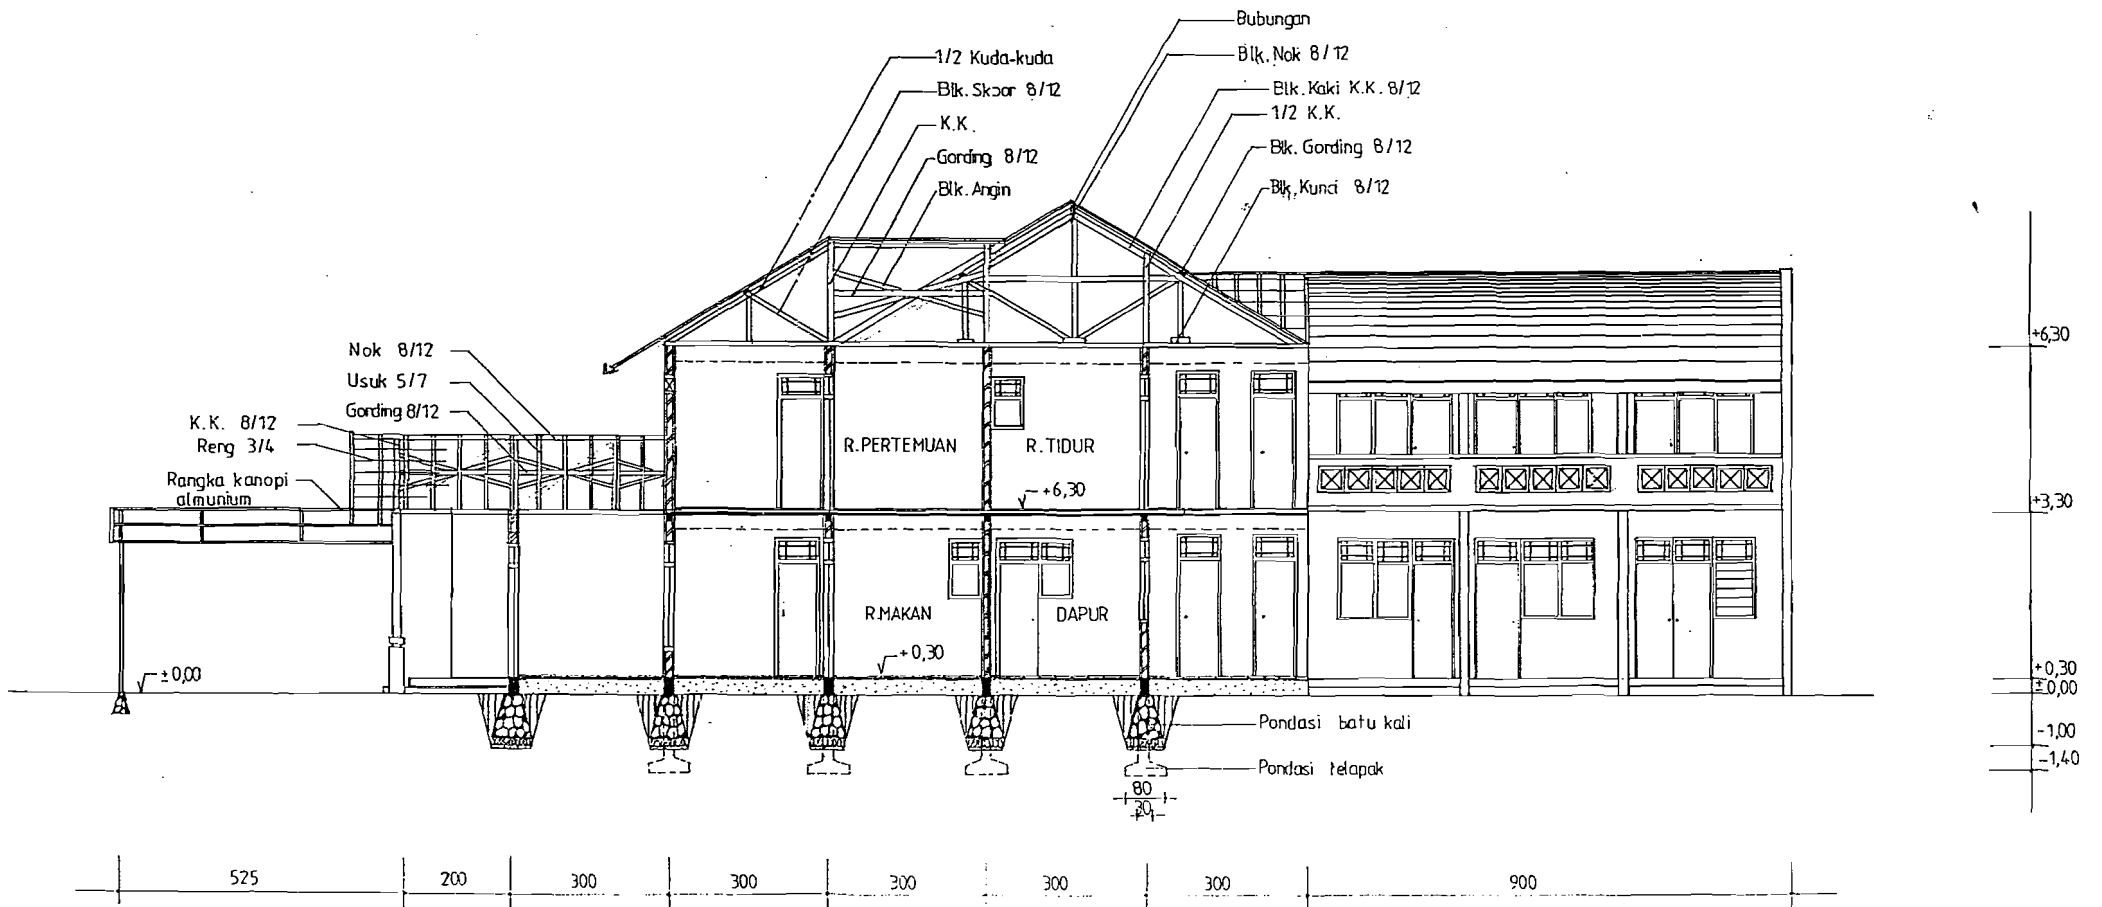 Bubungan
Blk. Nok 8/12
Blk. Kaki K.K. 8/12
1/2 K.K.
Blk. Gording 8/12
Blk. Kunci 8/12
1/2 Kuda-kuda
Blk. Skoor 8/12
K.K.
Gording 8/12
Blk. Angin
Nok 8/12
Usuk 5/7
Gording 8/12
K.K. 8/12
Reng 3/4
Rangka kanopi
almunium
R.PERTEMUAN
R.TIDUR
+6,30
R.MAKAN
DAPUR
+0,30
±0,00
+6,30
+3,30
+0,30
±0,00
-1,00
-1,40
Pondasi batu kali
Pondasi telapak
80
30
525
200
300
300
300
300
300
900